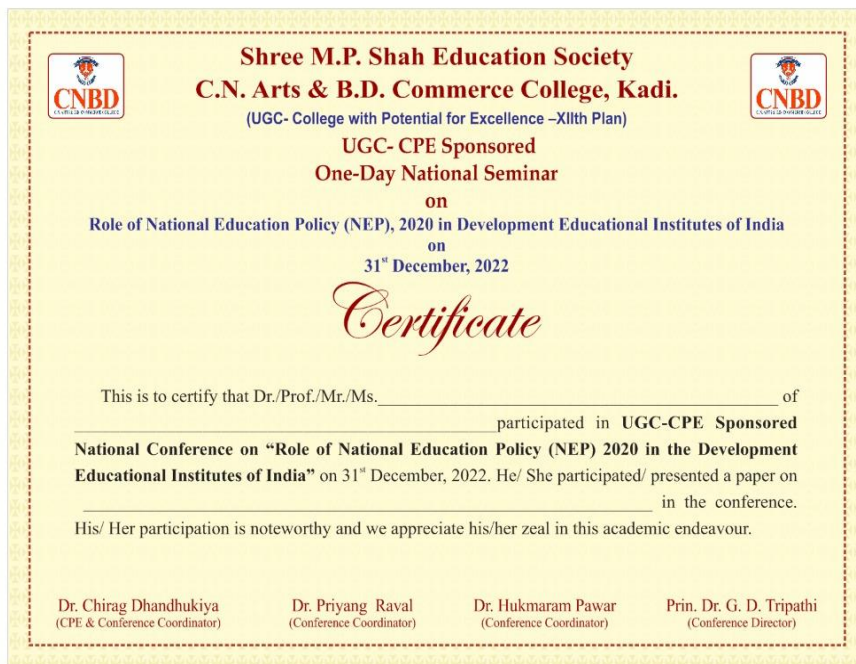 Shree M.P. Shah Education Society
C.N. Arts & B.D. Commerce College, Kadi.
(UGC- College with Potential for Excellence –XIIth Plan)
CNBD
CNBD
UGC- CPE Sponsored
One-Day National Seminar
on
Role of National Education Policy (NEP), 2020 in Development Educational Institutes of India
on
31st December, 2022
Certificate
This is to certify that Dr./Prof./Mr./Ms.__________ of
__________participated in UGC-CPE Sponsored
National Conference on “Role of National Education Policy (NEP) 2020 in the Development
Educational Institutes of India” on 31st December, 2022. He/ She participated/ presented a paper on
__________ in the conference.
His/ Her participation is noteworthy and we appreciate his/her zeal in this academic endeavour.
Dr. Chirag Dhandhukiya Dr. Priyang Raval Dr. Hukmaram Pawar Prin. Dr. G. D. Tripathi
(CPE & Conference Coordinator) (Conference Coordinator) (Conference Coordinator) (Conference Director)